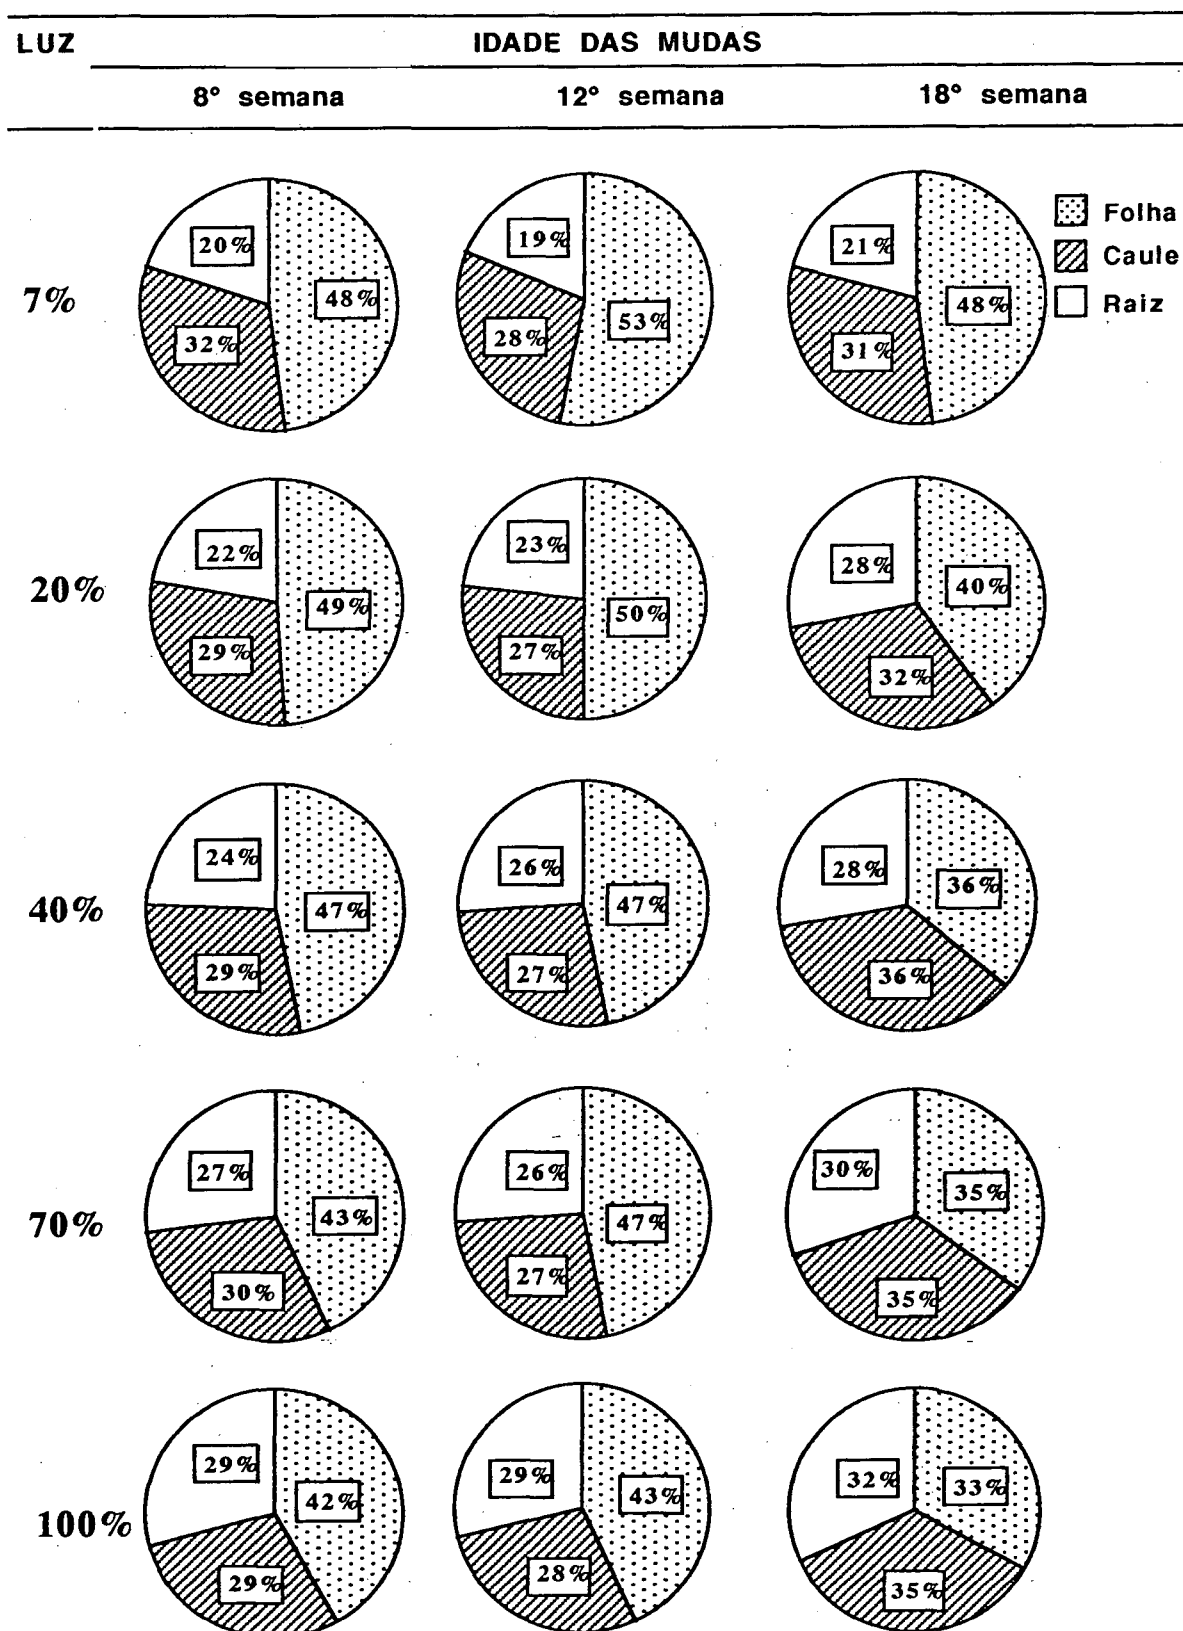 LUZ IDADE DAS MUDAS
8° semana 12° semana 18° semana
Folha
Caule
Raiz
7%
20% 48% 32%
19% 53% 28%
21% 48% 31%
20%
22% 49% 29%
23% 50% 27%
28% 40% 32%
40%
24% 47% 29%
26% 47% 27%
28% 36% 36%
70%
27% 43% 30%
26% 47% 27%
30% 35% 35%
100%
29% 42% 29%
29% 43% 28%
32% 33% 35%